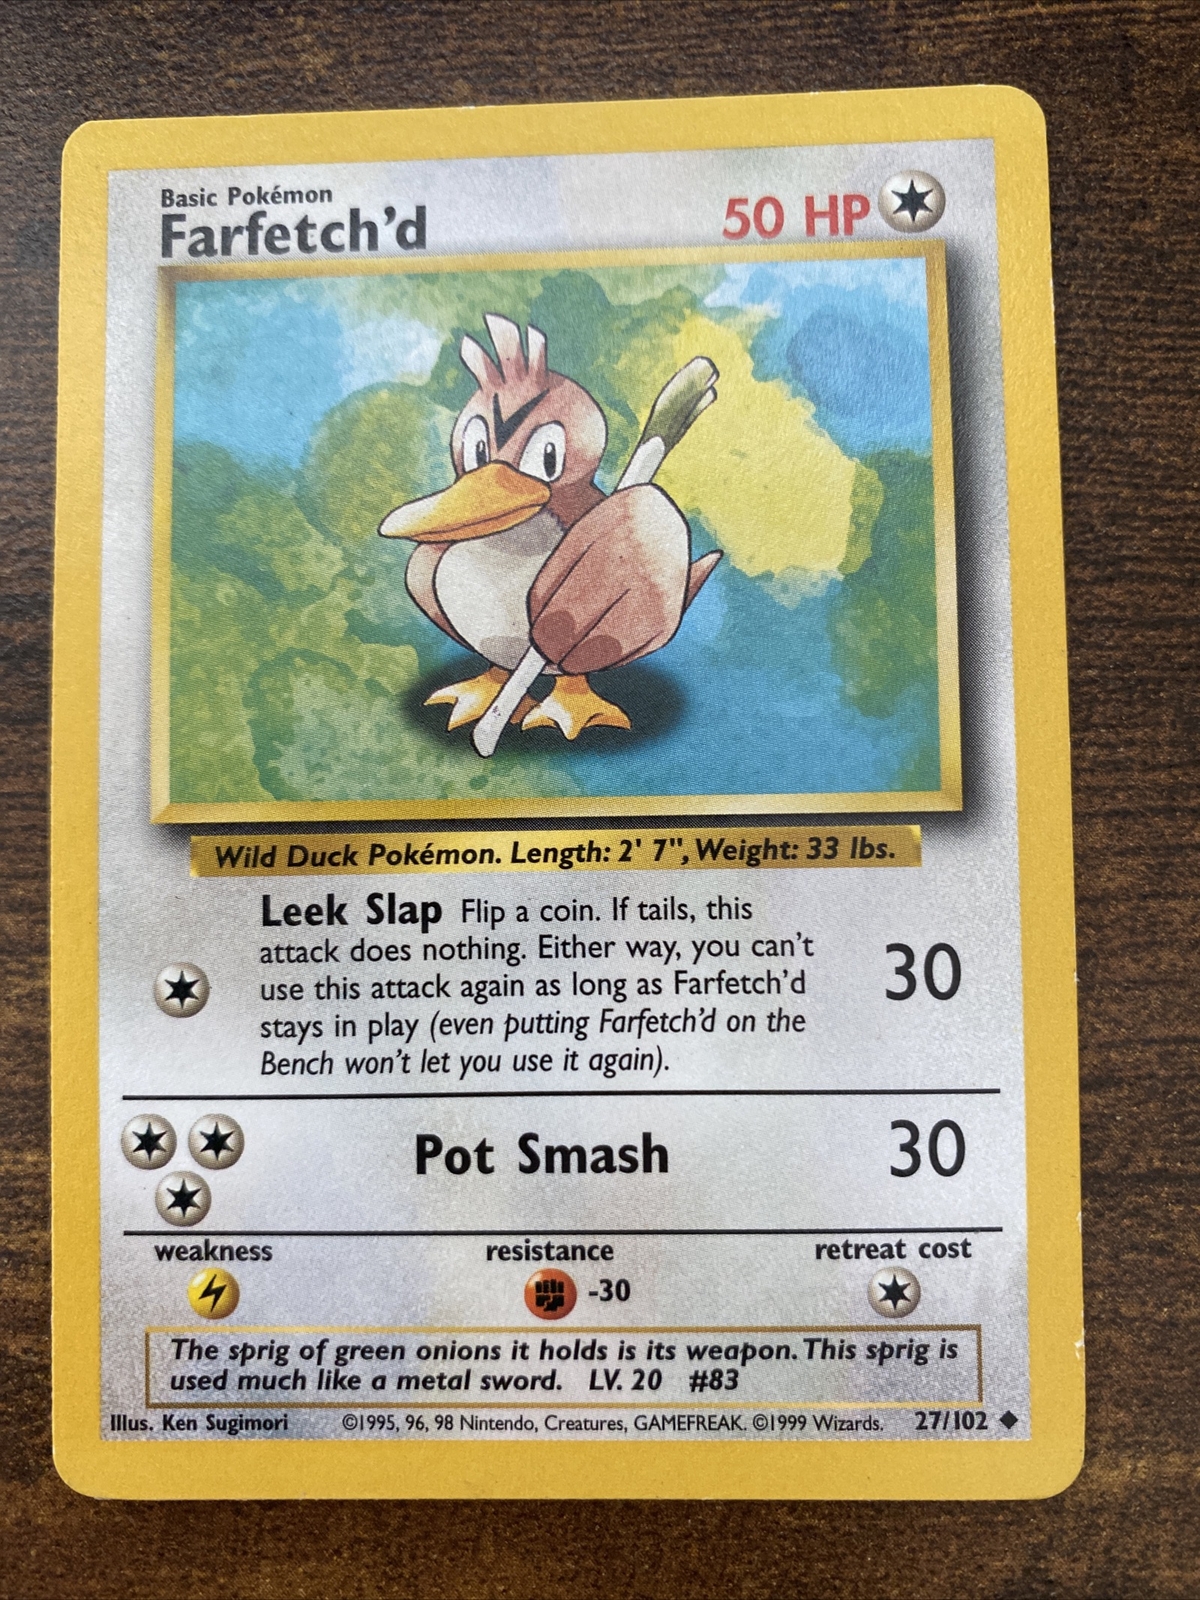 Basic Pokémon
Farfetch'd
50 HP
Wild Duck Pokémon. Length: 2' 7", Weight: 33 lbs.
Leek Slap Flip a coin. If tails, this
attack does nothing. Either way, you can't
use this attack again as long as Farfetch'd
stays in play (even putting Farfetch'd on the
Bench won't let you use it again).
30
Pot Smash 30
weakness resistance retreat cost
-30
The sprig of green onions it holds is its weapon. This sprig is
used much like a metal sword. LV. 20 #83
Illus. Ken Sugimori ©1995, 96, 98 Nintendo, Creatures, GAMEFREAK. ©1999 Wizards. 27/102 ◆